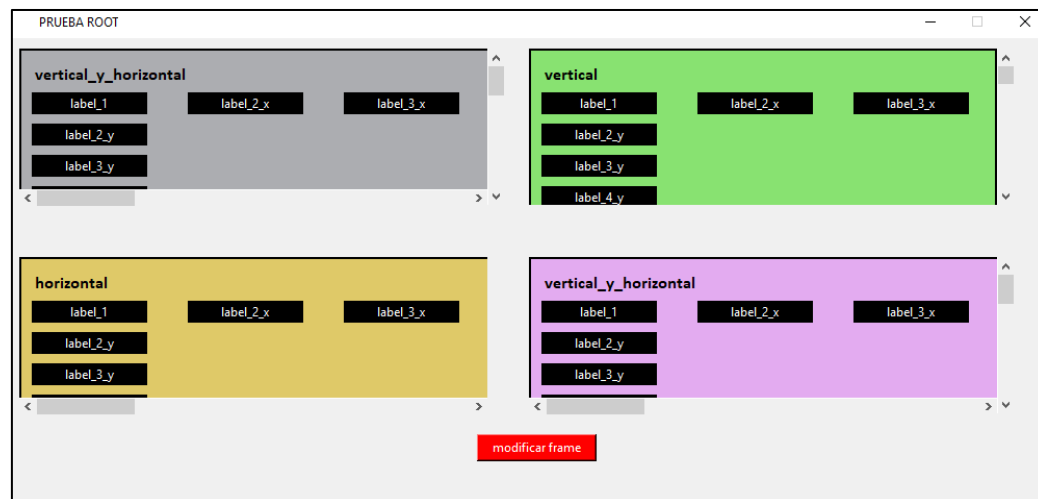 PRUEBA ROOT
vertical_y_horizontal
label_1 label_2_x label_3_x
label_2_y
label_3_y
vertical
label_1 label_2_x label_3_x
label_2_y
label_3_y
label_4_y
horizontal
label_1 label_2_x label_3_x
label_2_y
label_3_y
vertical_y_horizontal
label_1 label_2_x label_3_x
label_2_y
label_3_y
modificar frame